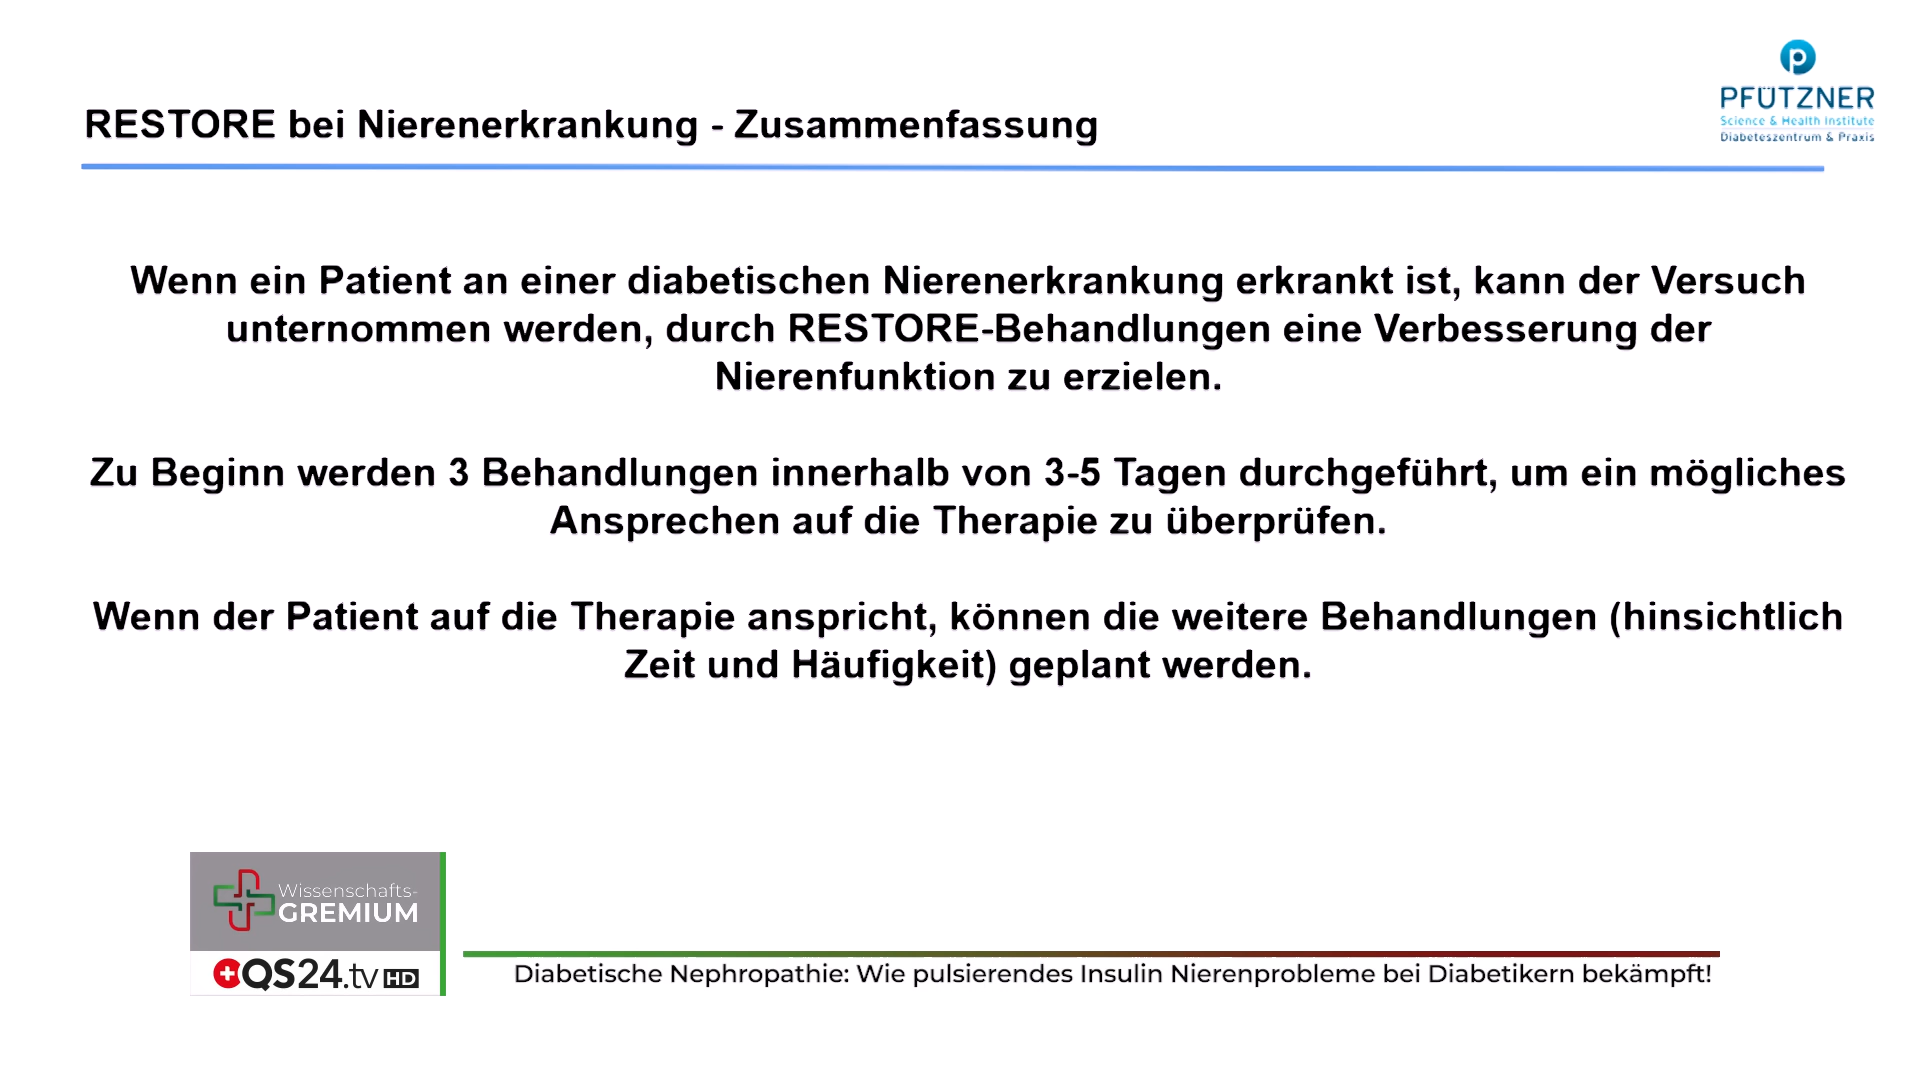 PFÜTZNER
Science & Health Institute
Diabeteszentrum & Praxis
RESTORE bei Nierenerkrankung - Zusammenfassung
Wenn ein Patient an einer diabetischen Nierenerkrankung erkrankt ist, kann der Versuch
unternommen werden, durch RESTORE-Behandlungen eine Verbesserung der
Nierenfunktion zu erzielen.
Zu Beginn werden 3 Behandlungen innerhalb von 3-5 Tagen durchgeführt, um ein mögliches
Ansprechen auf die Therapie zu überprüfen.
Wenn der Patient auf die Therapie anspricht, können die weitere Behandlungen (hinsichtlich
Zeit und Häufigkeit) geplant werden.
Wissenschafts-
GREMIUM
QS24.tv HD
Diabetische Nephropathie: Wie pulsierendes Insulin Nierenprobleme bei Diabetikern bekämpft!